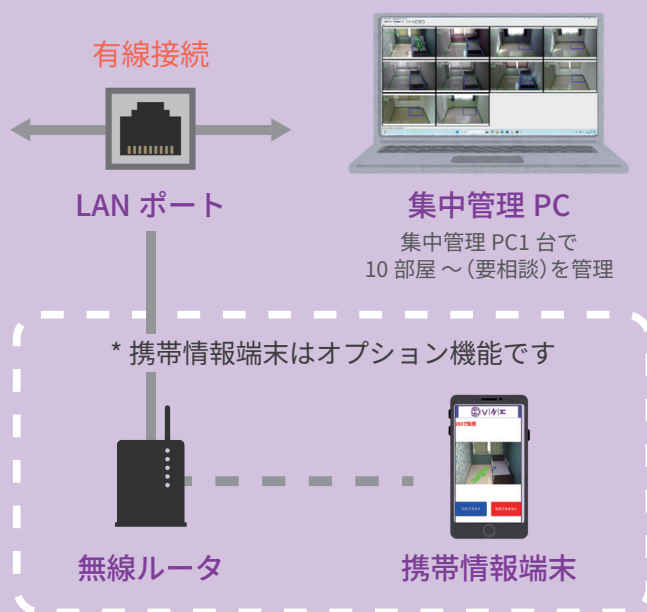 有線接続
LAN ポート
集中管理 PC
集中管理 PC1 台で
10 部屋 ～（要相談）を管理
* 携帯情報端末はオプション機能です
無線ルータ
携帯情報端末